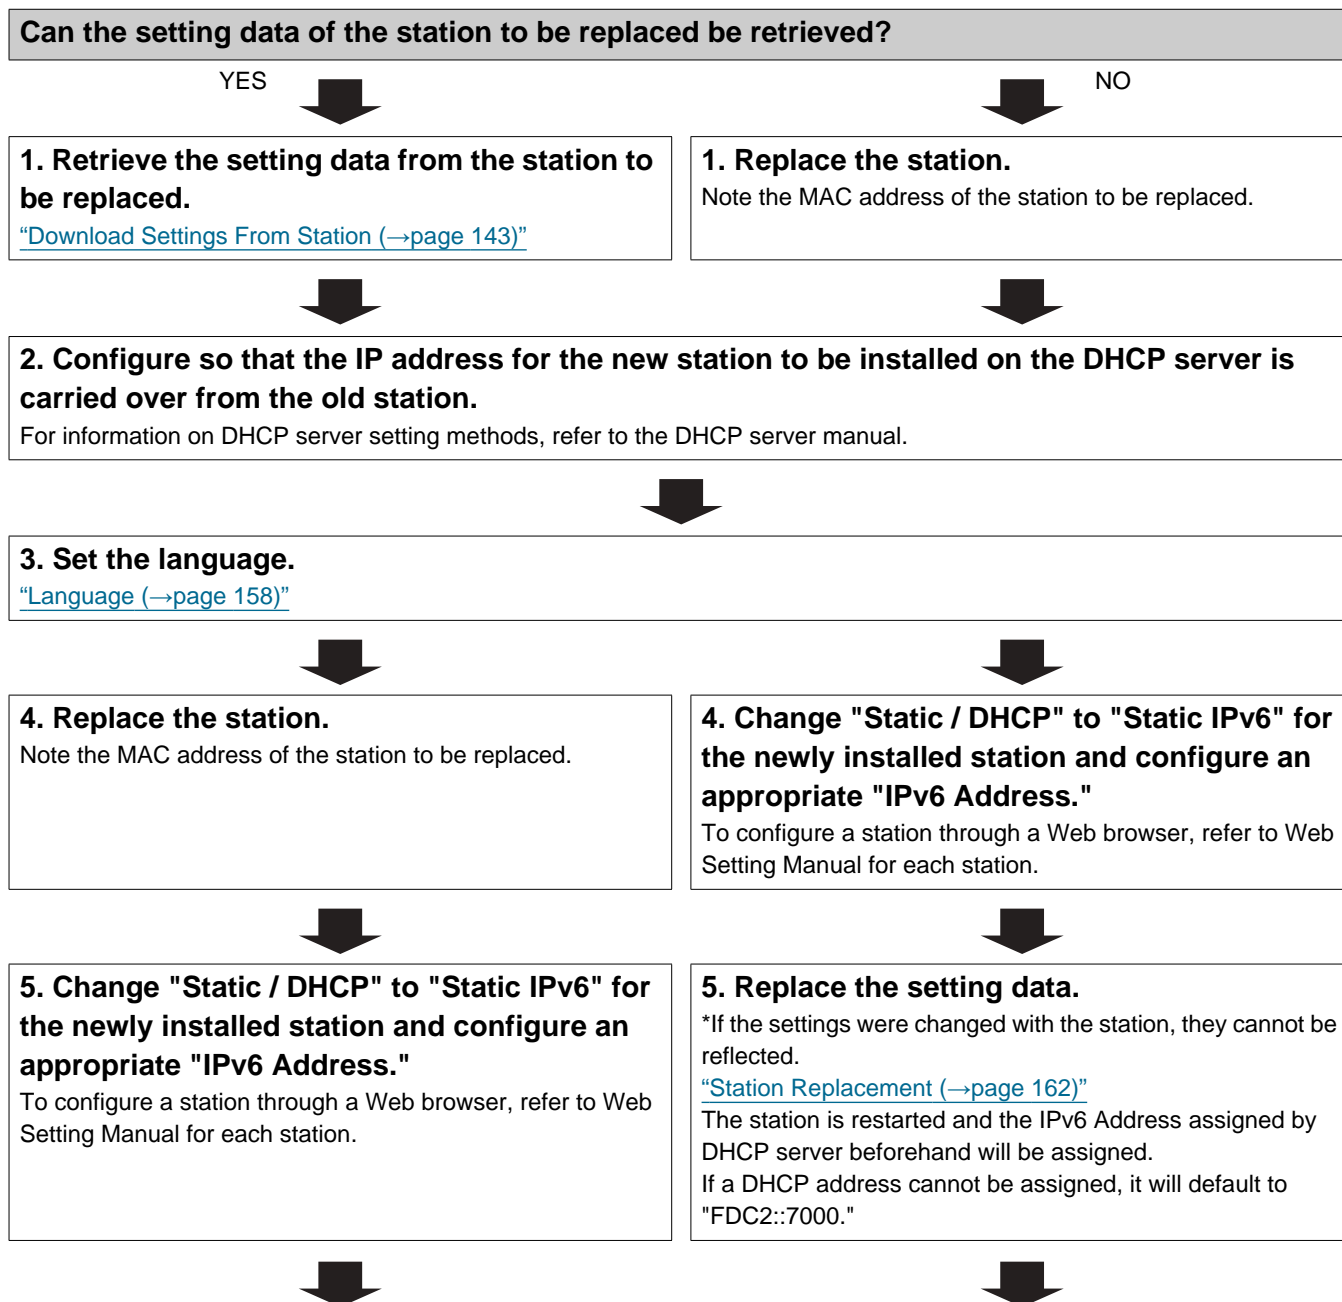 Can the setting data of the station to be replaced be retrieved?
YES
NO
1. Retrieve the setting data from the station to
be replaced.
“Download Settings From Station (→page 143)”
1. Replace the station.
Note the MAC address of the station to be replaced.
2. Configure so that the IP address for the new station to be installed on the DHCP server is
carried over from the old station.
For information on DHCP server setting methods, refer to the DHCP server manual.
3. Set the language.
“Language (→page 158)”
4. Replace the station.
Note the MAC address of the station to be replaced.
4. Change "Static / DHCP" to "Static IPv6" for
the newly installed station and configure an
appropriate "IPv6 Address."
To configure a station through a Web browser, refer to Web
Setting Manual for each station.
5. Change "Static / DHCP" to "Static IPv6" for
the newly installed station and configure an
appropriate "IPv6 Address."
To configure a station through a Web browser, refer to Web
Setting Manual for each station.
5. Replace the setting data.
*If the settings were changed with the station, they cannot be
reflected.
“Station Replacement (→page 162)”
The station is restarted and the IPv6 Address assigned by
DHCP server beforehand will be assigned.
If a DHCP address cannot be assigned, it will default to
"FDC2::7000."